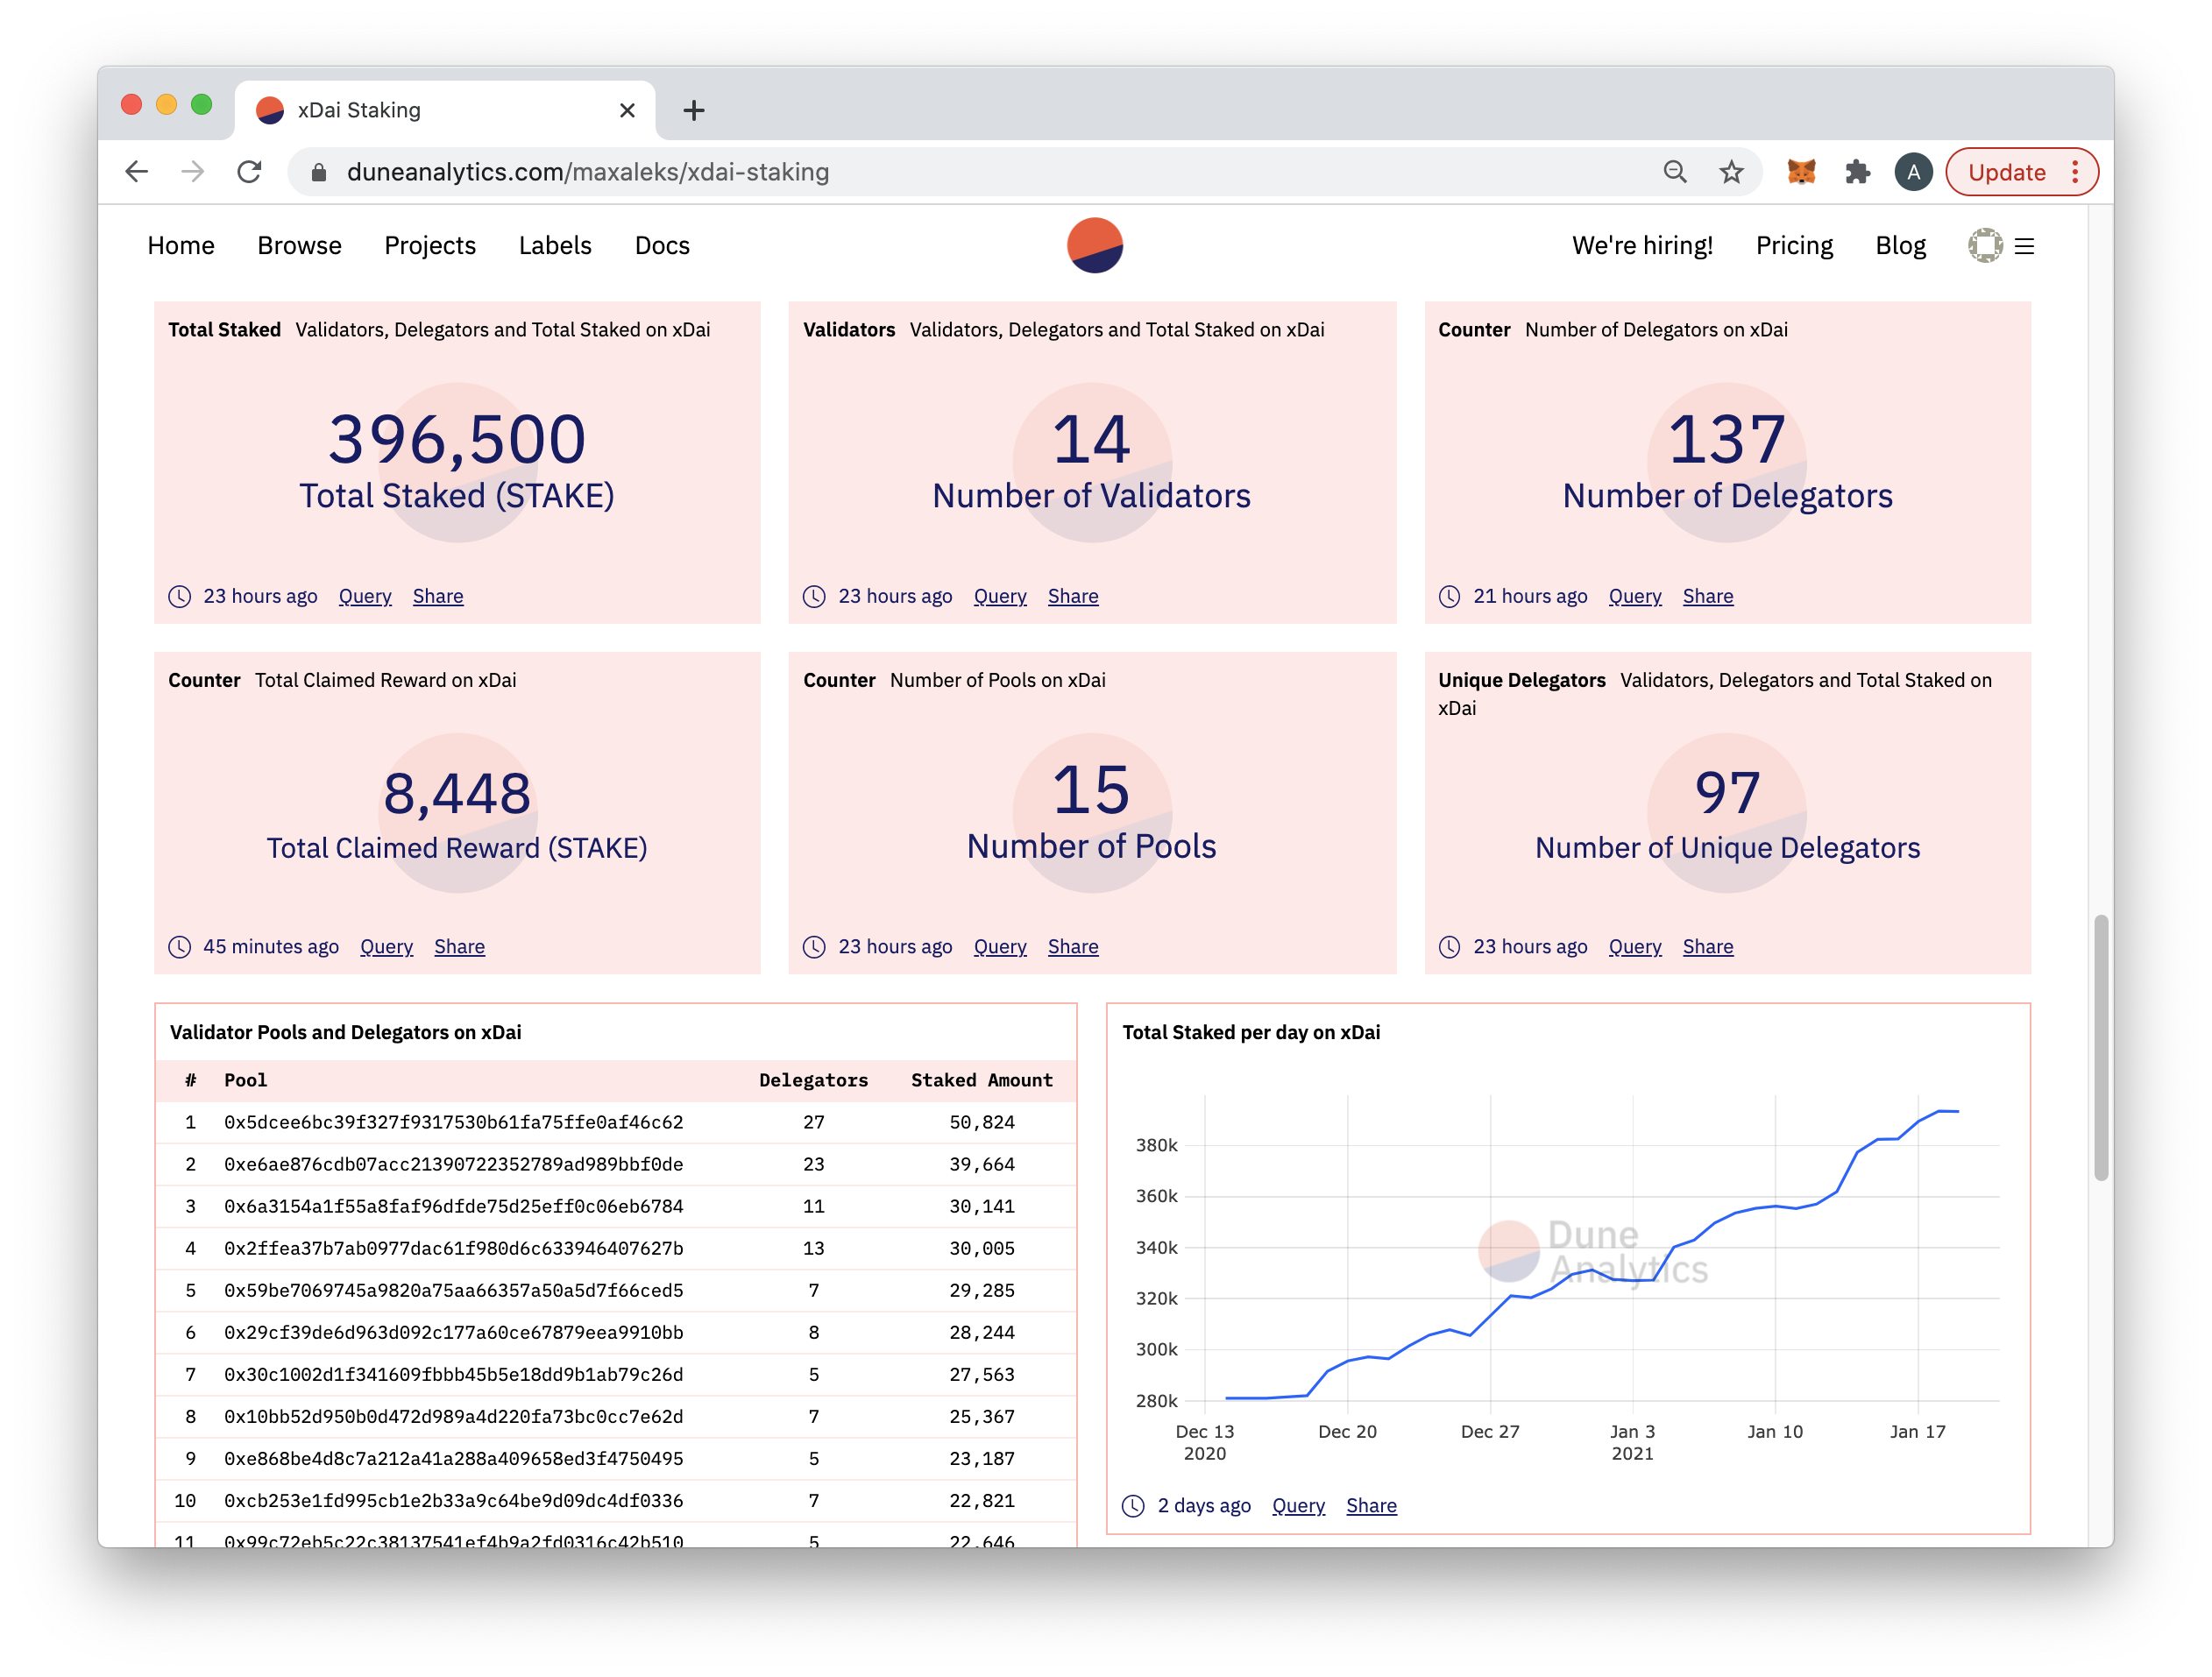 xDai Staking
duneanalytics.com/maxaleks/xdai-staking
A
Update
Home Browse Projects Labels Docs
We're hiring! Pricing Blog
Total Staked Validators, Delegators and Total Staked on xDai
396,500
Total Staked (STAKE)
23 hours ago Query Share
Validators Validators, Delegators and Total Staked on xDai
14
Number of Validators
23 hours ago Query Share
Counter Number of Delegators on xDai
137
Number of Delegators
21 hours ago Query Share
Counter Total Claimed Reward on xDai
8,448
Total Claimed Reward (STAKE)
45 minutes ago Query Share
Counter Number of Pools on xDai
15
Number of Pools
23 hours ago Query Share
Unique Delegators Validators, Delegators and Total Staked on
xDai
97
Number of Unique Delegators
23 hours ago Query Share
Validator Pools and Delegators on xDai
# Pool Delegators Staked Amount
1 0x5dcee6bc39f327f9317530b61fa75ffe0af46c62 27 50,824
2 0xe6ae876cdb07acc21390722352789ad989bbf0de 23 39,664
3 0x6a3154a1f55a8faf96dfde75d25eff0c06eb6784 11 30,141
4 0x2ffea37b7ab0977dac61f980d6c633946407627b 13 30,005
5 0x59be7069745a9820a75aa66357a50a5d7f66ced5 7 29,285
6 0x29cf39de6d963d092c177a60ce67879eea9910bb 8 28,244
7 0x30c1002d1f341609fbbb45b5e18dd9b1ab79c26d 5 27,563
8 0x10bb52d950b0d472d989a4d220fa73bc0cc7e62d 7 25,367
9 0xe868be4d8c7a212a41a288a409658ed3f4750495 5 23,187
10 0xcb253e1fd995cb1e2b33a9c64be9d09dc4df0336 7 22,821
11 0x99c72eb5c22c38137541ef4b9a2fd0316c42b510 5 22,646
Total Staked per day on xDai
380k
360k
340k
320k
300k
280k
Dune
Analytics
Dec 13 Dec 20 Dec 27 Jan 3 Jan 10 Jan 17
2020 2021
2 days ago Query Share